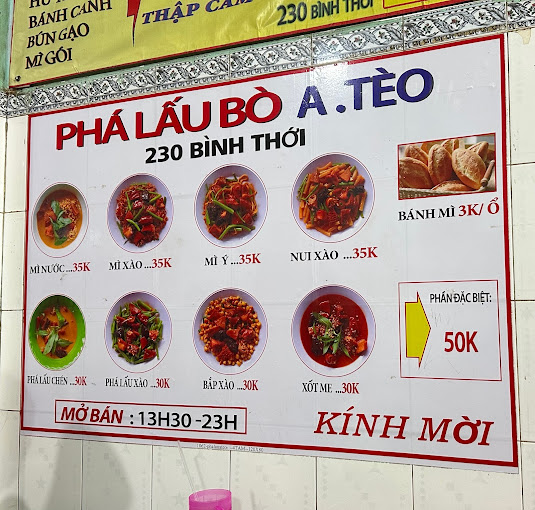 BÁNH CANH
BÚN GẠO
MÌ GÓI
THẬP CẨM
230 BÌNH THỚI
PHÁ LẤU BÒ A.TÈO
230 BÌNH THỚI
BÁNH MÌ 3K/Ổ
MÌ NƯỚC...35K
MÌ XÀO...35K
MÌ Ý...35K
NUI XÀO...35K
PHẦN ĐẶC BIỆT:
50K
PHÁ LẤU CHÉN...30K
PHÁ LẤU XÀO...30K
BẮP XÀO...30K
XỐT ME...30K
MỞ BÁN : 13H30 -23H
KÍNH MỜI